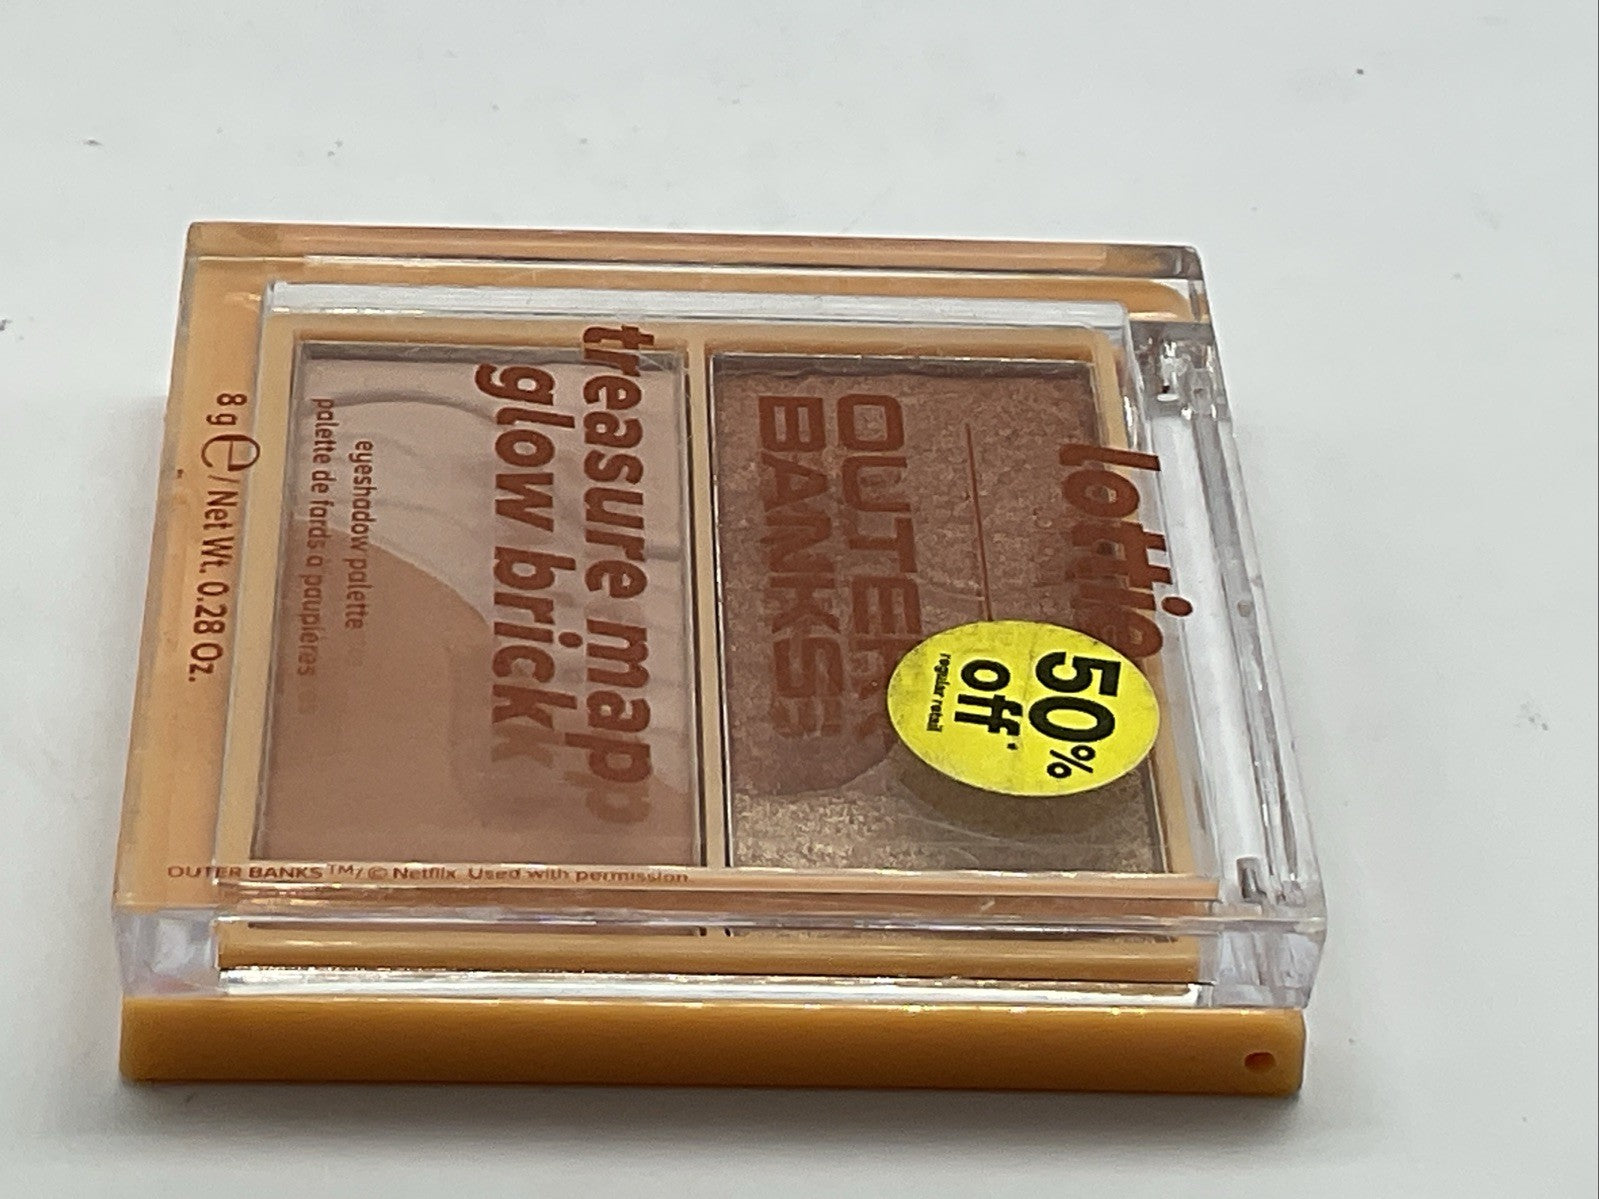 lottie
50%
off*
regular retail
OUTER
BANKS
treasure map
glow brick
eyeshadow palette
palette de fards à paupières
8 g ℮ / Net Wt. 0.28 Oz.
OUTER BANKS™/© Netflix. Used with permission.